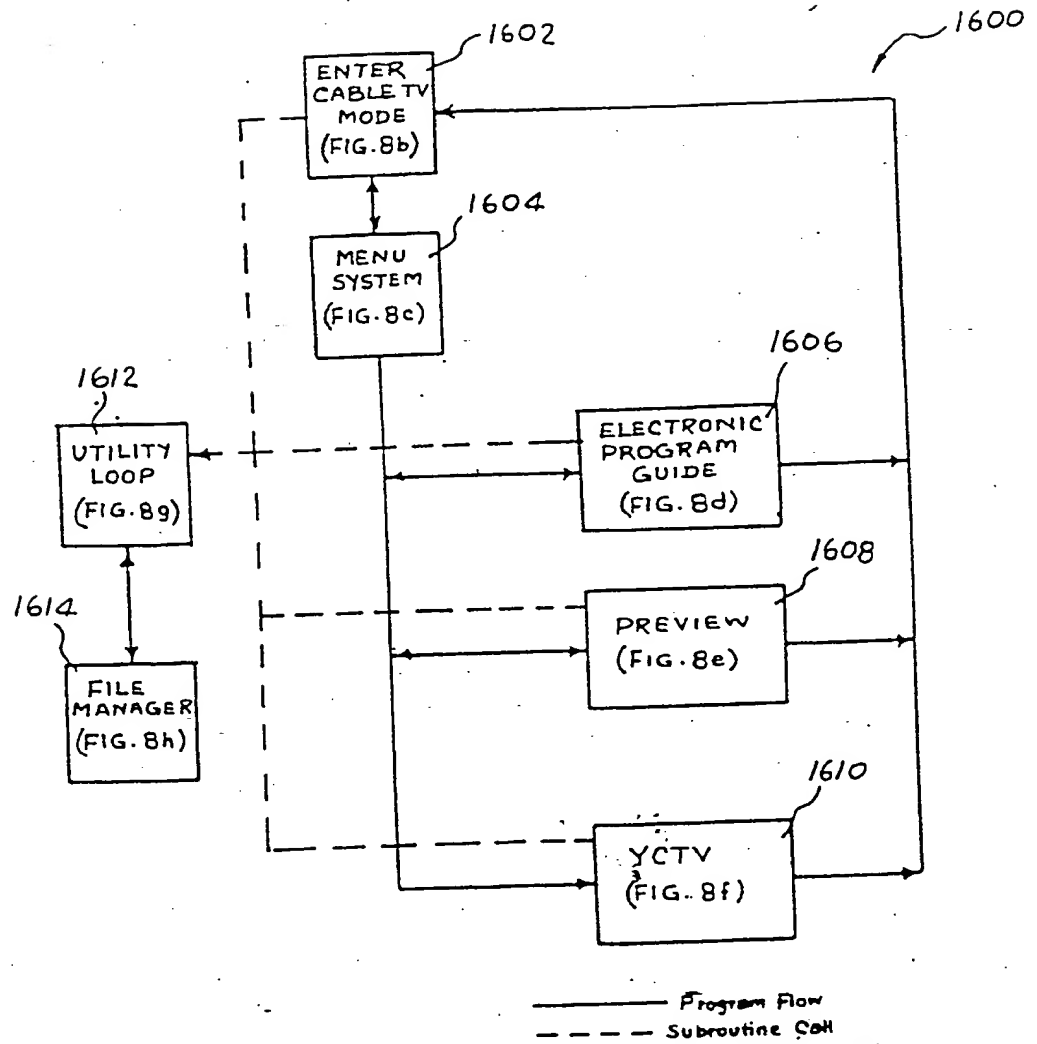 1600
1602
ENTER
CABLE TV
MODE
(FIG.8b)
1604
MENU
SYSTEM
(FIG.8c)
1606
ELECTRONIC
PROGRAM
GUIDE
(FIG. 8d)
1612
UTILITY
LOOP
(FIG.8g)
1608
PREVIEW
(FIG.8e)
1614
FILE
MANAGER
(FIG.8h)
1610
YCTV
(FIG. 8f)
Program Flow
Subroutine Call